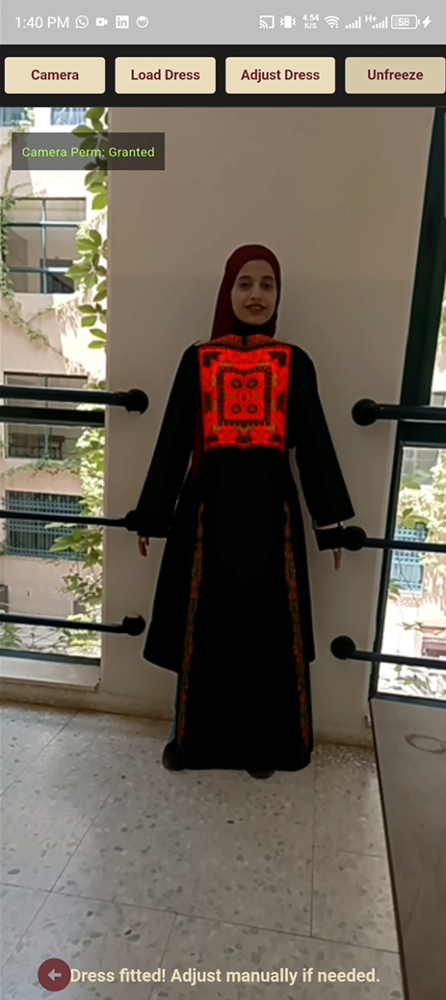 1:40 PM
4.54
K/S
H+
58
Camera
Load Dress
Adjust Dress
Unfreeze
Camera Perm: Granted
Dress fitted! Adjust manually if needed.